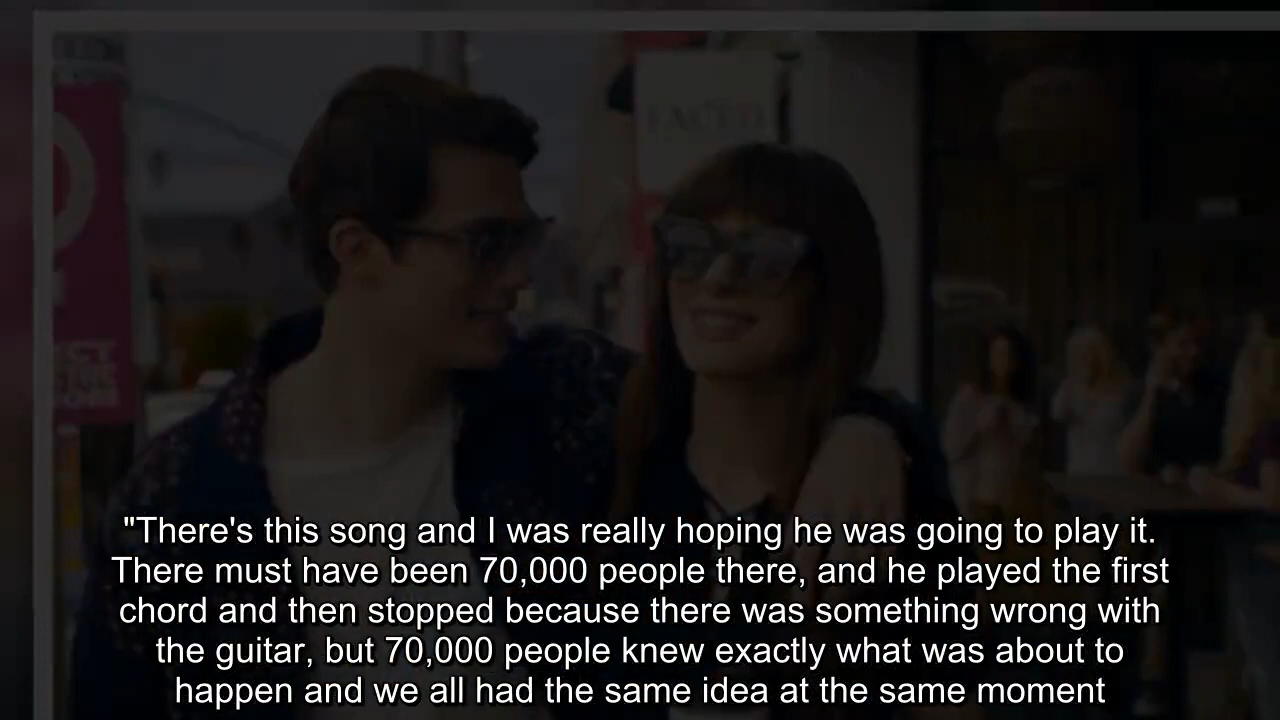 "There's this song and I was really hoping he was going to play it.
There must have been 70,000 people there, and he played the first
chord and then stopped because there was something wrong with
the guitar, but 70,000 people knew exactly what was about to
happen and we all had the same idea at the same moment